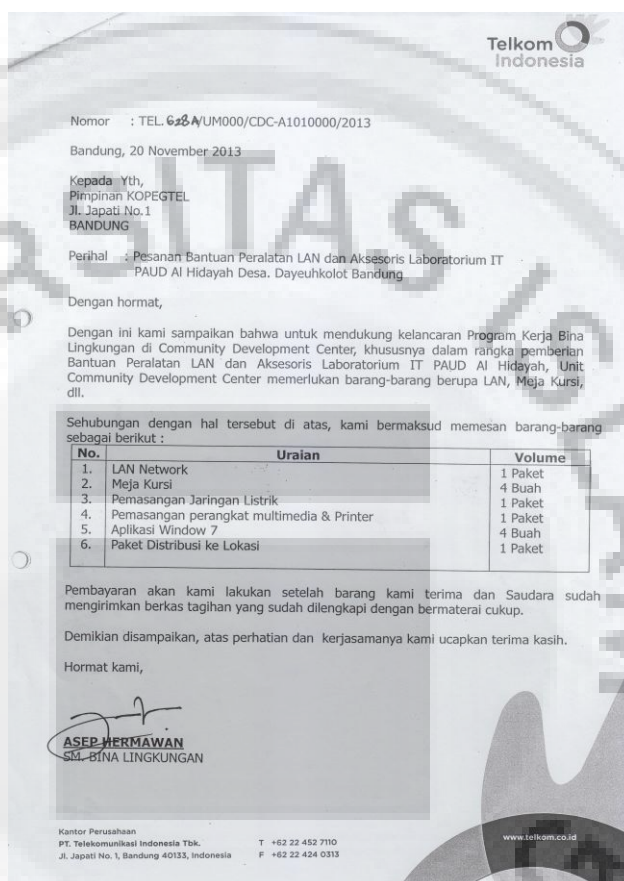 Telkom
Indonesia
Nomor : TEL. 628A/UM000/CDC-A1010000/2013
Bandung, 20 November 2013
Kepada Yth,
Pimpinan KOPEGTEL
Jl. Japati No.1
BANDUNG
Perihal : Pesanan Bantuan Peralatan LAN dan Aksesoris Laboratorium IT
PAUD Al Hidayah Desa. Dayeuhkolot Bandung
Dengan hormat,
Dengan ini kami sampaikan bahwa untuk mendukung kelancaran Program Kerja Bina
Lingkungan di Community Development Center, khususnya dalam rangka pemberian
Bantuan Peralatan LAN dan Aksesoris Laboratorium IT PAUD Al Hidayah, Unit
Community Development Center memerlukan barang-barang berupa LAN, Meja Kursi,
dll.
Sehubungan dengan hal tersebut di atas, kami bermaksud memesan barang-barang
sebagai berikut :
No. Uraian Volume
1. LAN Network 1 Paket
2. Meja Kursi 4 Buah
3. Pemasangan Jaringan Listrik 1 Paket
4. Pemasangan perangkat multimedia & Printer 1 Paket
5. Aplikasi Window 7 4 Buah
6. Paket Distribusi ke Lokasi 1 Paket
Pembayaran akan kami lakukan setelah barang kami terima dan Saudara sudah
mengirimkan berkas tagihan yang sudah dilengkapi dengan bermaterai cukup.
Demikian disampaikan, atas perhatian dan kerjasamanya kami ucapkan terima kasih.
Hormat kami,
ASEP HERMAWAN
SM. BINA LINGKUNGAN
Kantor Perusahaan
PT. Telekomunikasi Indonesia Tbk.
Jl. Japati No. 1, Bandung 40133, Indonesia
T +62 22 452 7110
F +62 22 424 0313
www.telkom.co.id